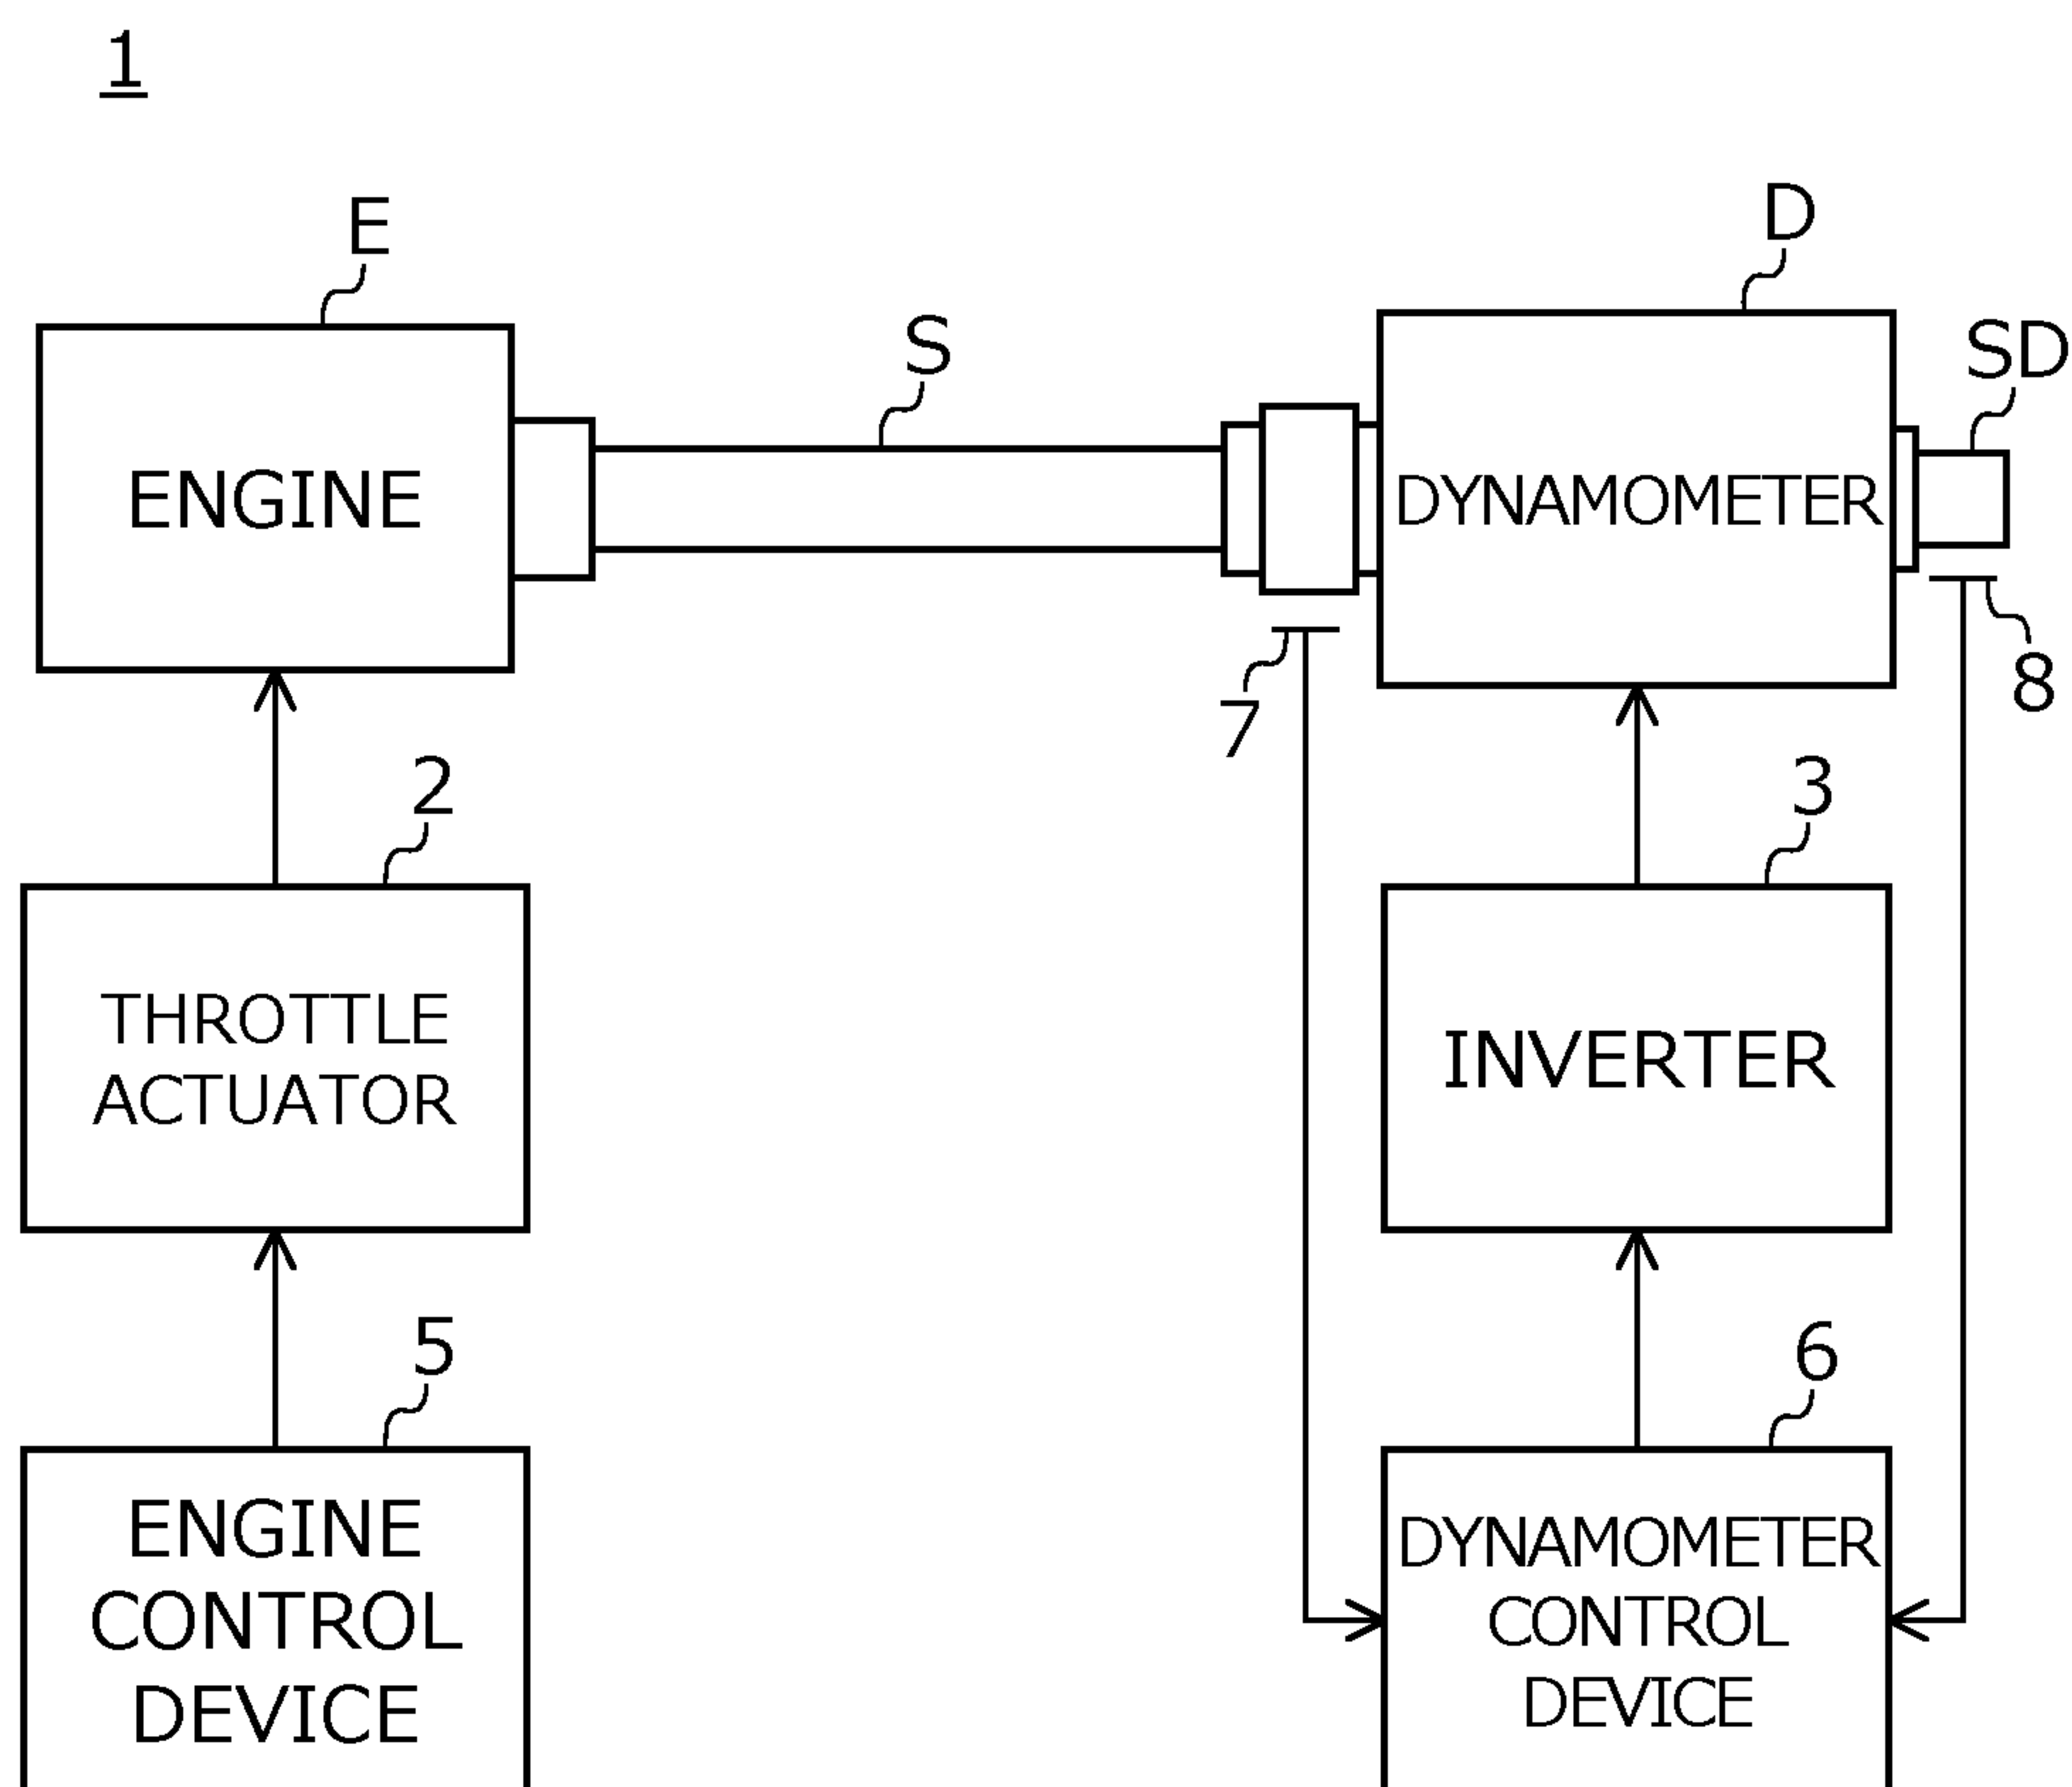 1
E
D
S
SD
ENGINE
DYNAMOMETER
7
8
2
3
THROTTLE
ACTUATOR
INVERTER
5
6
ENGINE
CONTROL
DEVICE
DYNAMOMETER
CONTROL
DEVICE